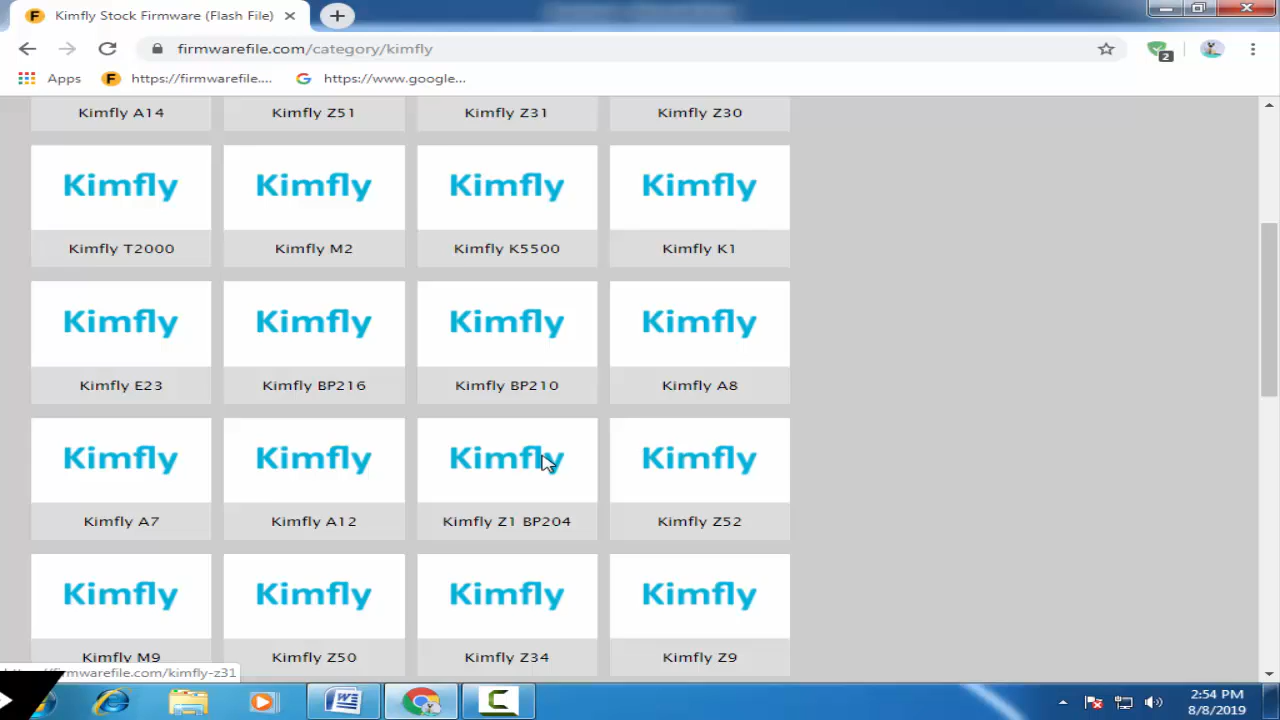 Kimfly Stock Firmware (Flash File)
firmwarefile.com/category/kimfly
2
Apps
https://firmwarefile....
https://www.google...
Kimfly A14 Kimfly Z51 Kimfly Z31 Kimfly Z30
Kimfly Kimfly Kimfly Kimfly
Kimfly T2000 Kimfly M2 Kimfly K5500 Kimfly K1
Kimfly Kimfly Kimfly Kimfly
Kimfly E23 Kimfly BP216 Kimfly BP210 Kimfly A8
Kimfly Kimfly Kimfly Kimfly
Kimfly A7 Kimfly A12 Kimfly Z1 BP204 Kimfly Z52
Kimfly Kimfly Kimfly Kimfly
Kimfly M9 Kimfly Z50 Kimfly Z34 Kimfly Z9
firmwarefile.com/kimfly-z31
2:54 PM
8/8/2019